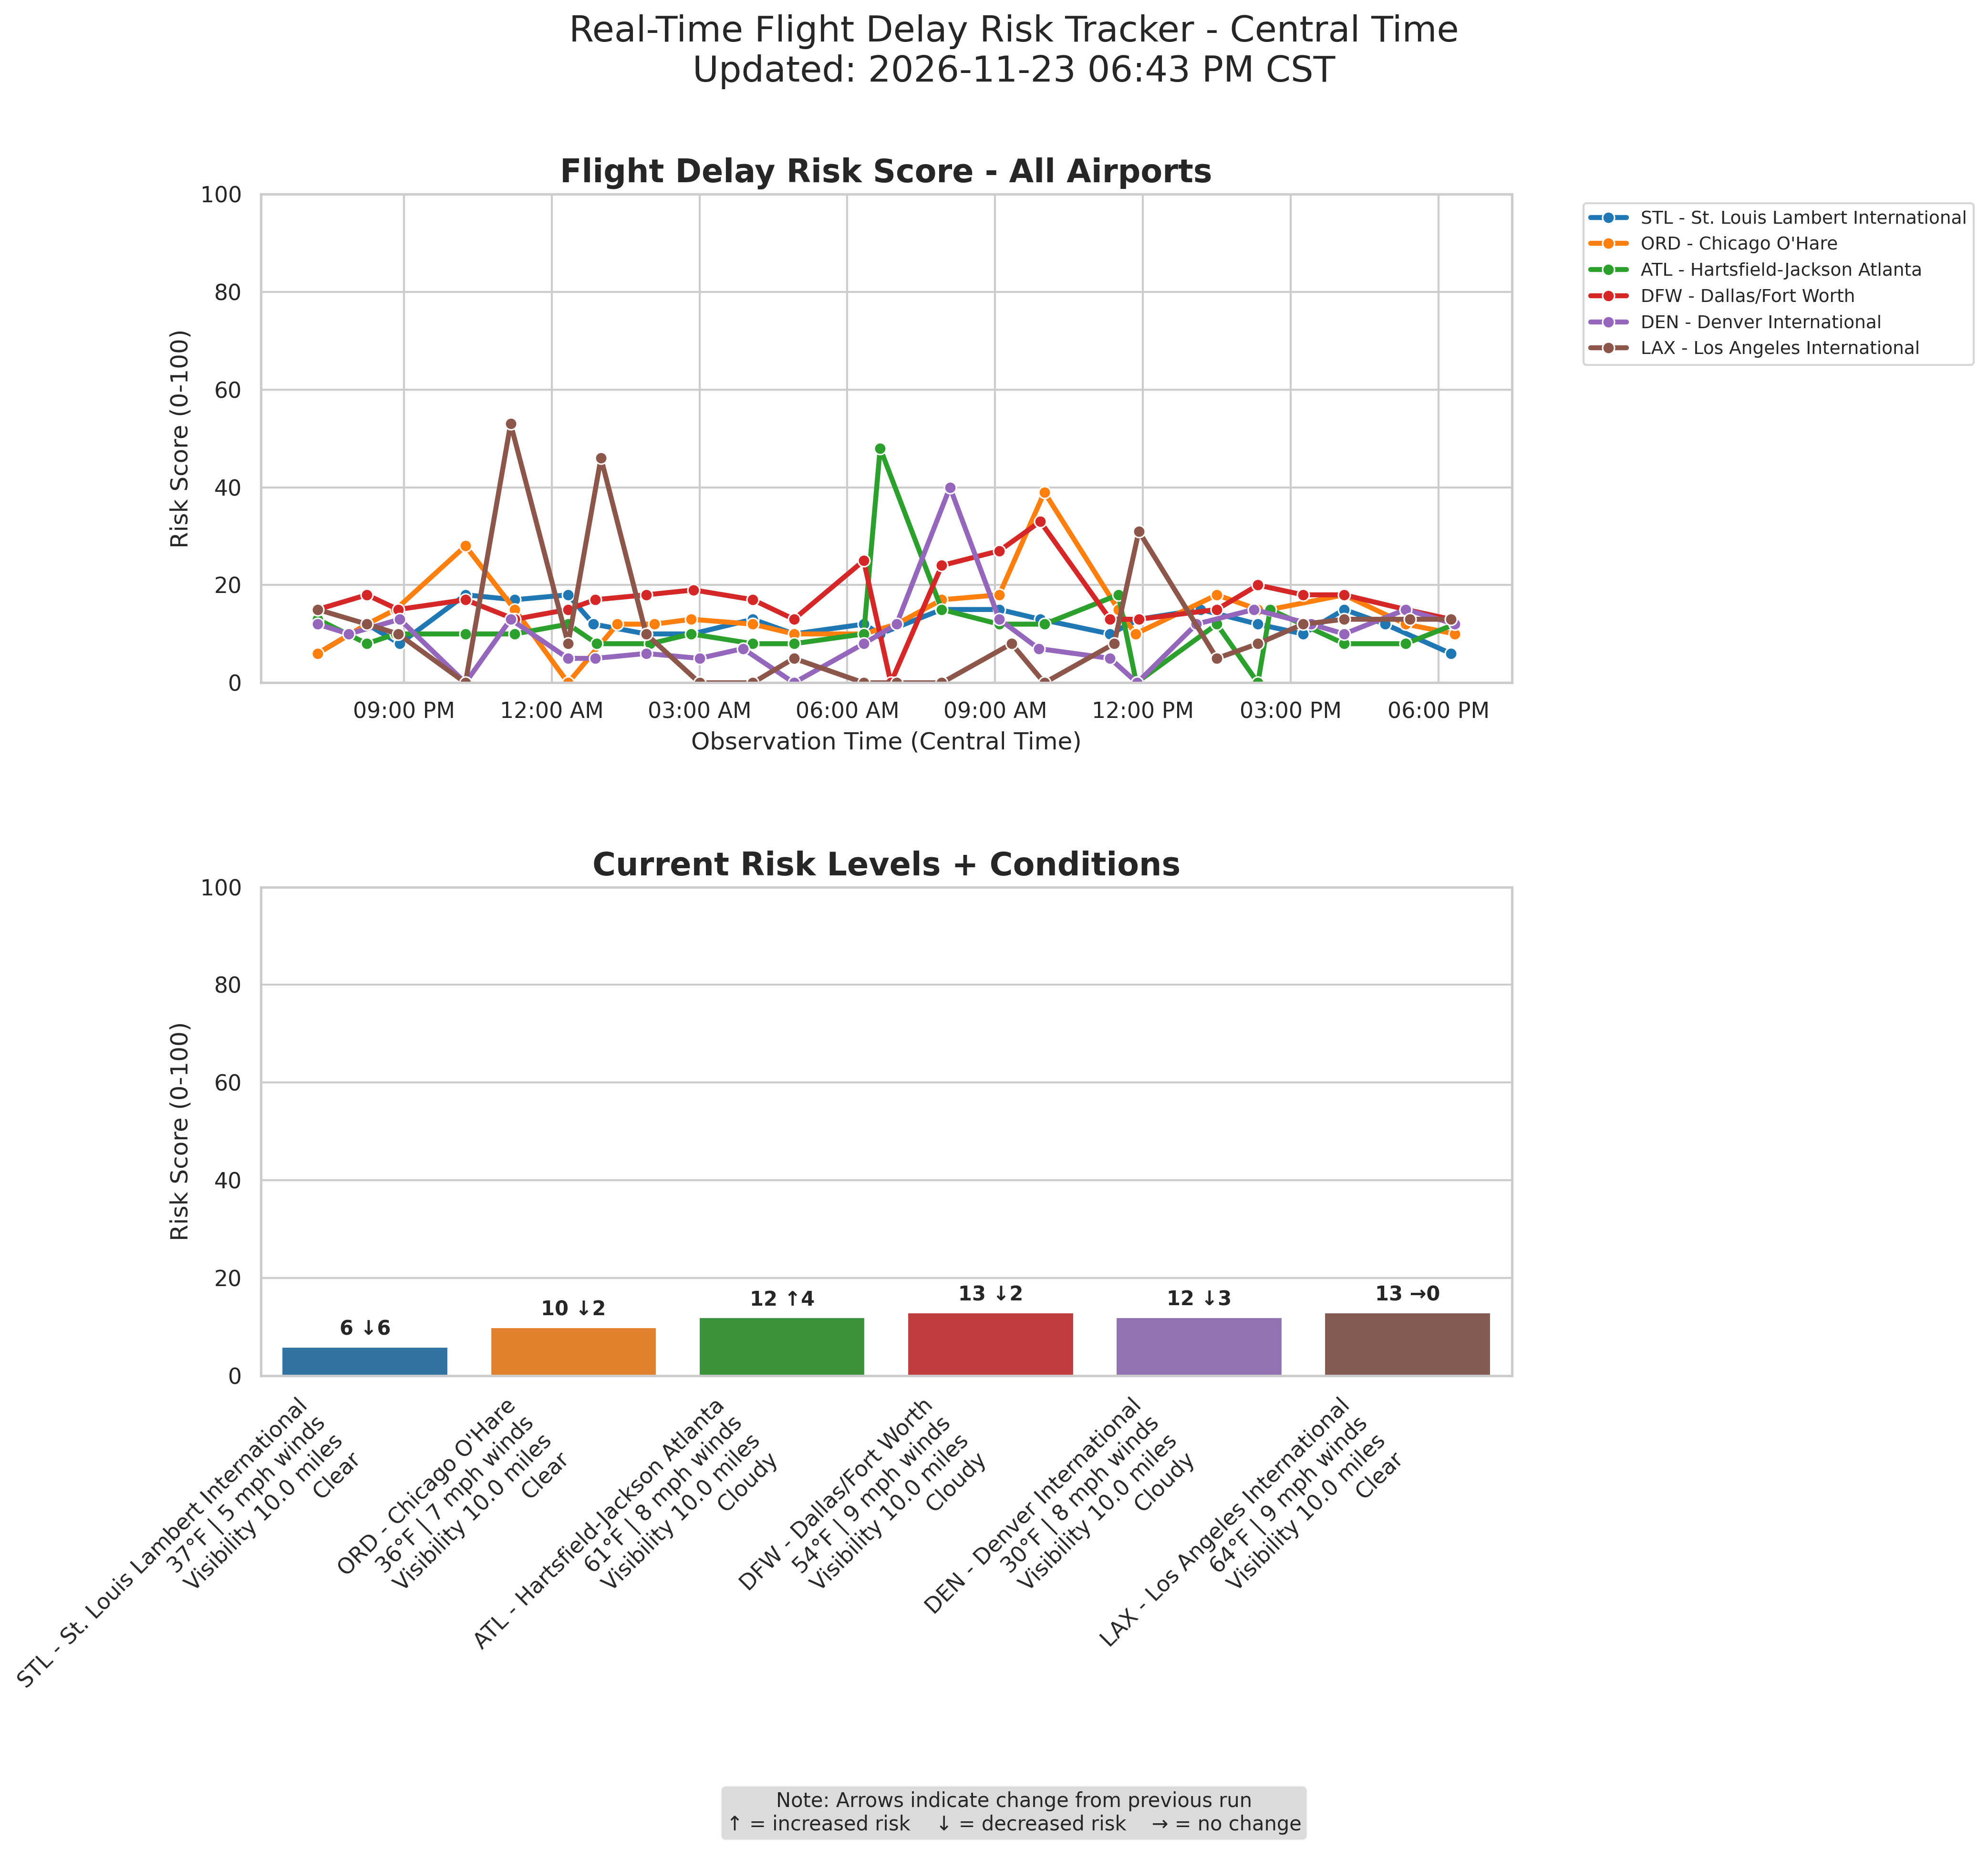 Real-Time Flight Delay Risk Tracker - Central Time
Updated: 2026-11-23 06:43 PM CST
Flight Delay Risk Score - All Airports
Risk Score (0-100)
100
80
60
40
20
0
09:00 PM
12:00 AM
03:00 AM
06:00 AM
09:00 AM
12:00 PM
03:00 PM
06:00 PM
Observation Time (Central Time)
STL - St. Louis Lambert International
ORD - Chicago O'Hare
ATL - Hartsfield-Jackson Atlanta
DFW - Dallas/Fort Worth
DEN - Denver International
LAX - Los Angeles International
Current Risk Levels + Conditions
Risk Score (0-100)
100
80
60
40
20
0
6 ↓6
10 ↓2
12 ↑4
13 ↓2
12 ↓3
13 →0
STL - St. Louis Lambert International
37°F | 5 mph winds
Visibility 10.0 miles
Clear
ORD - Chicago O'Hare
36°F | 7 mph winds
Visibility 10.0 miles
Clear
ATL - Hartsfield-Jackson Atlanta
61°F | 8 mph winds
Visibility 10.0 miles
Cloudy
DFW - Dallas/Fort Worth
54°F | 9 mph winds
Visibility 10.0 miles
Cloudy
DEN - Denver International
30°F | 8 mph winds
Visibility 10.0 miles
Cloudy
LAX - Los Angeles International
64°F | 9 mph winds
Visibility 10.0 miles
Clear
Note: Arrows indicate change from previous run
↑ = increased risk ↓ = decreased risk → = no change